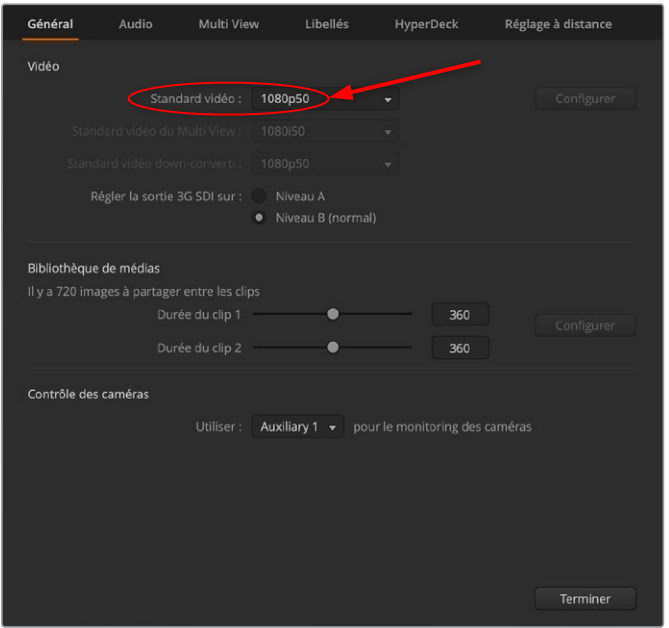 Général Audio Multi View Libellés HyperDeck Réglage à distance
Vidéo
Standard vidéo : 1080p50 Configurer
Standard vidéo du Multi View : 1080i50
Standard vidéo down-converti : 1080p50
Régler la sortie 3G SDI sur : Niveau A
Niveau B (normal)
Bibliothèque de médias
Il y a 720 images à partager entre les clips
Durée du clip 1 360
Configurer
Durée du clip 2 360
Contrôle des caméras
Utiliser : Auxiliary 1 pour le monitoring des caméras
Terminer